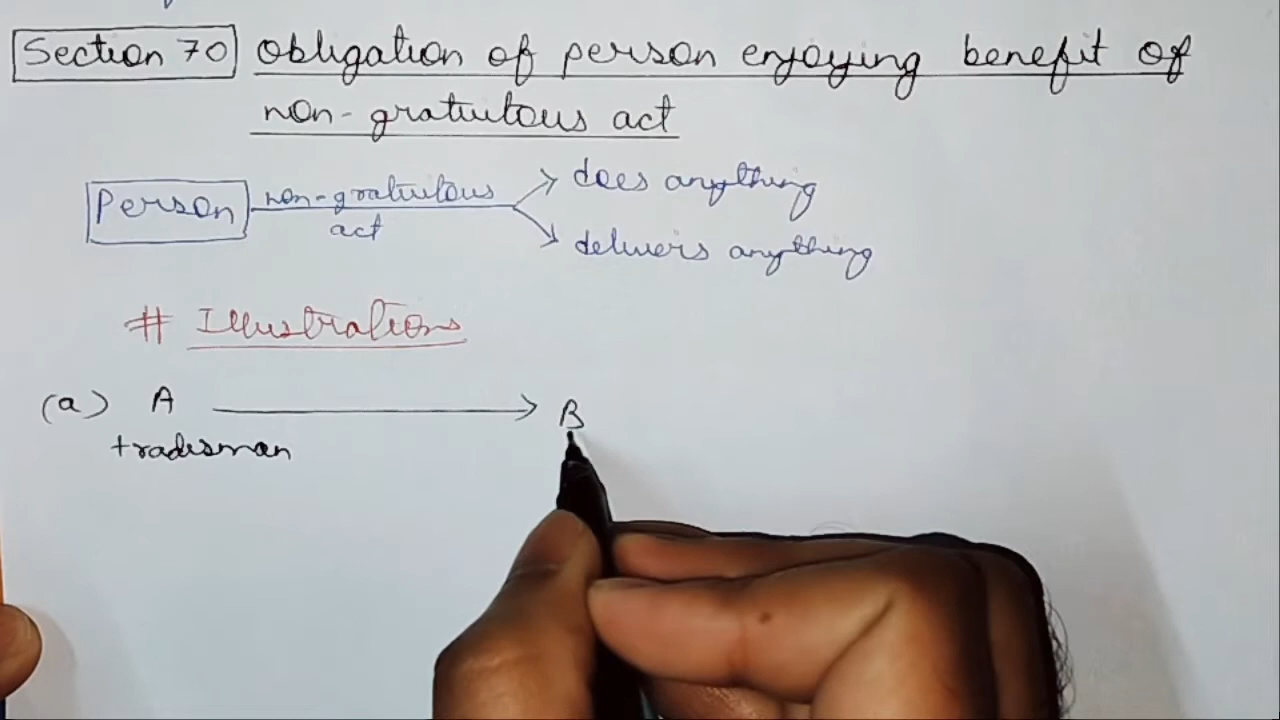 Section 70 obligation of person enjoying benefit of
non-gratuitous act
Person non-gratuitous act does anything
delivers anything
# Illustrations
(a) A B
tradesman